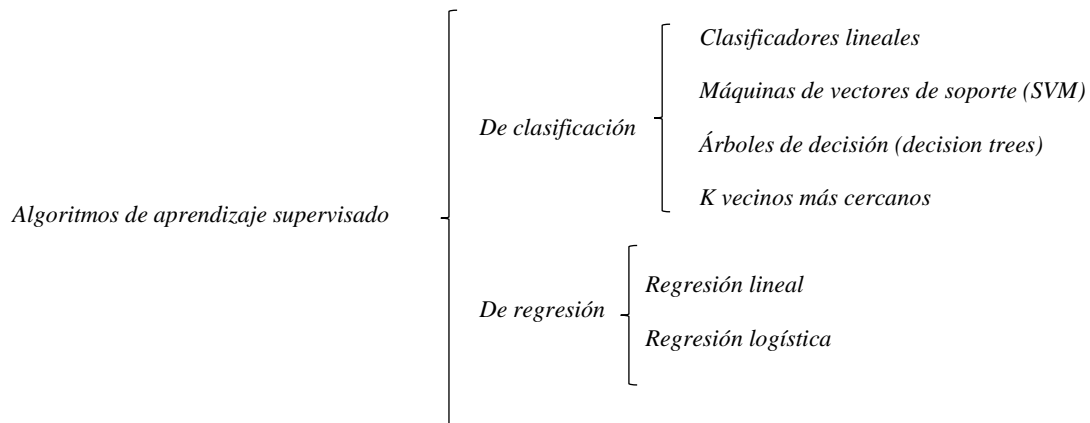 Algoritmos de aprendizaje supervisado
De clasificación
Clasificadores lineales
Máquinas de vectores de soporte (SVM)
Árboles de decisión (decision trees)
K vecinos más cercanos
De regresión
Regresión lineal
Regresión logística